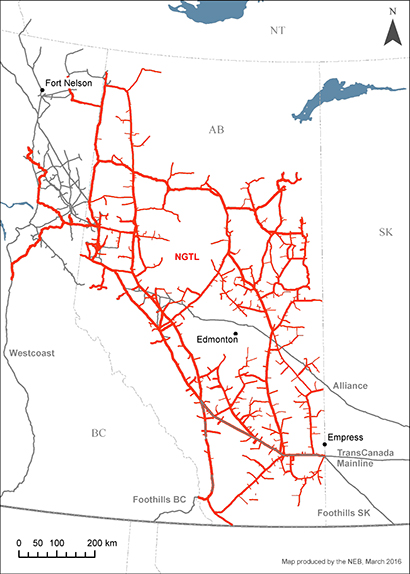 N
NT
Fort Nelson
AB
SK
NGTL
Edmonton
Westcoast
Alliance
BC
Empress
TransCanada
Mainline
Foothills BC
Foothills SK
0 50 100 200 km
Map produced by the NEB, March 2016